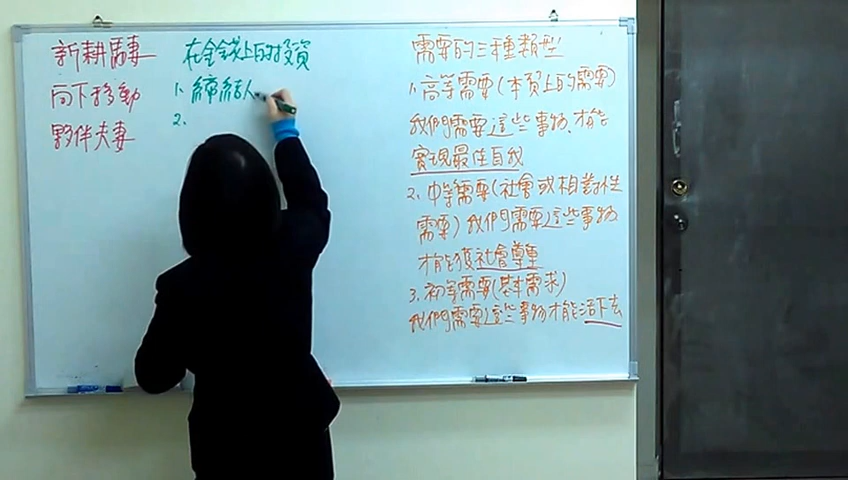 新耕驕妻
向下移動
夥伴夫妻
在金錢上的投資
1. 締結人
2.
需要的三種類型
1. 高等需要(本質上的需要)
我們需要這些事物、才能
實現最佳自我
2. 中等需要(社會或相對性
需要) 我們需要這些事物
才能獲社會尊重
3. 初等需要(基本需求)
我們需要這些事物才能活下去